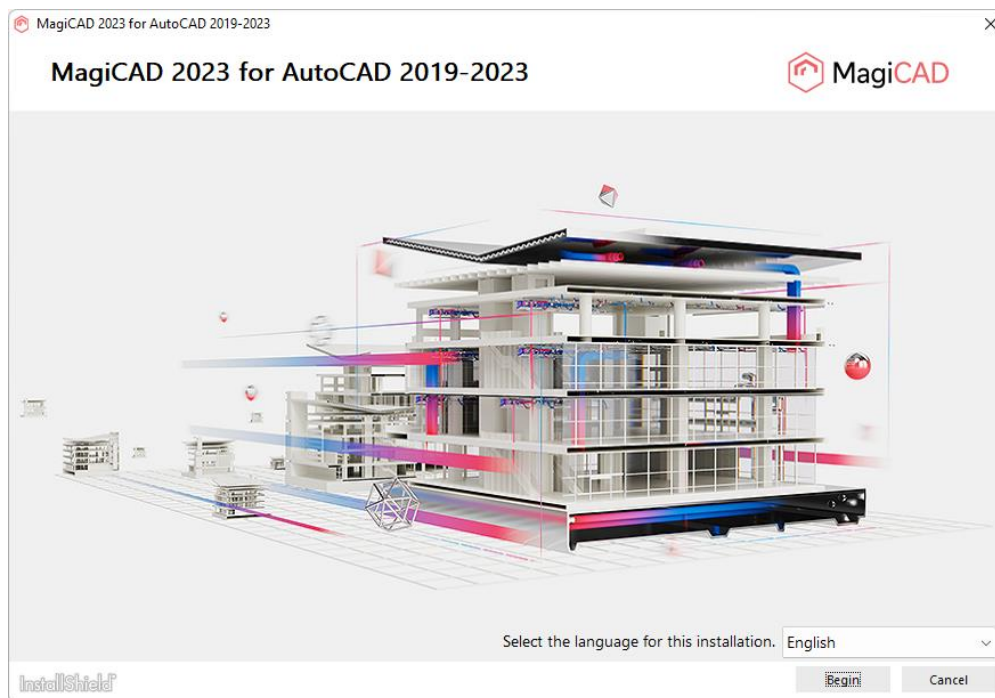 MagiCAD 2023 for AutoCAD 2019-2023
MagiCAD 2023 for AutoCAD 2019-2023
MagiCAD
Select the language for this installation. English
InstallShield
Begin Cancel